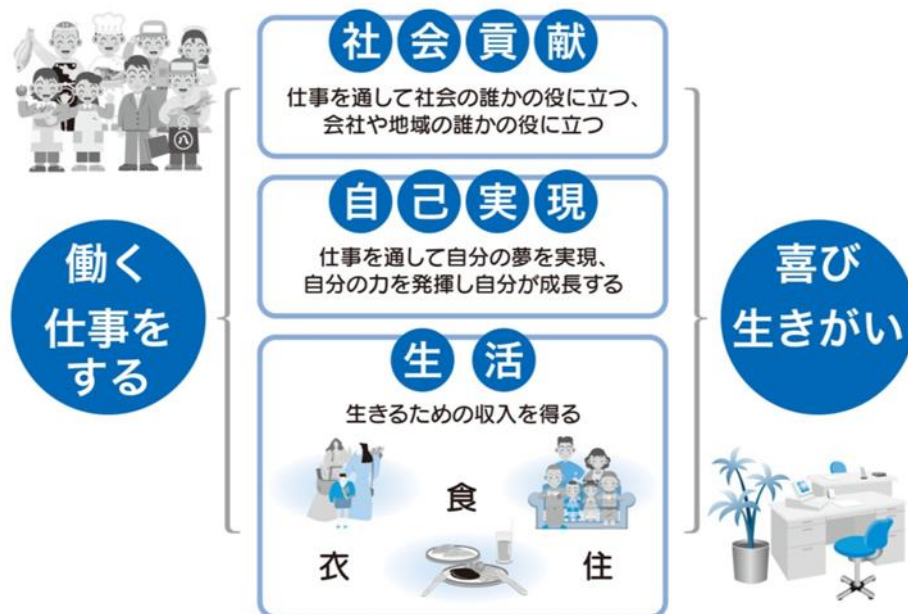 社会貢献
仕事を通して社会の誰かの役に立つ、
会社や地域の誰かの役に立つ
自己実現
仕事を通して自分の夢を実現、
自分の力を発揮し自分が成長する
働く
仕事を
する
喜び
生きがい
生活
生きるための収入を得る
食
衣
住
八